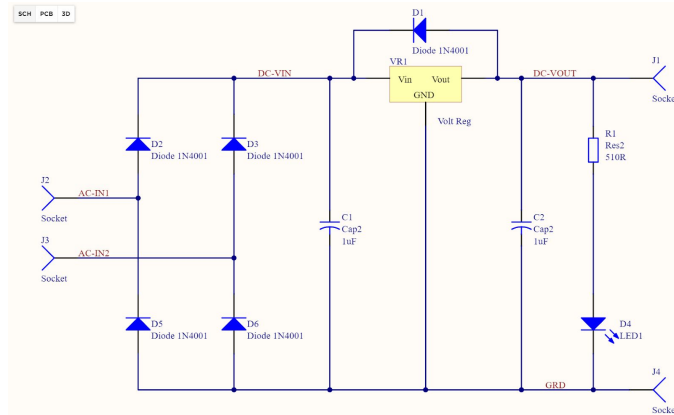 SCH PCB 3D
D1
Diode 1N4001
VR1
DC-VIN
Vin Vout
GND
Volt Reg
DC-VOUT
J1
Socke
D2
Diode 1N4001
D3
Diode 1N4001
R1
Res2
510R
J2
AC-IN1
Socket
J3
AC-IN2
Socket
C1
Cap2
1uF
C2
Cap2
1uF
D5
Diode 1N4001
D6
Diode 1N4001
D4
LED1
J4
GRD
Socke